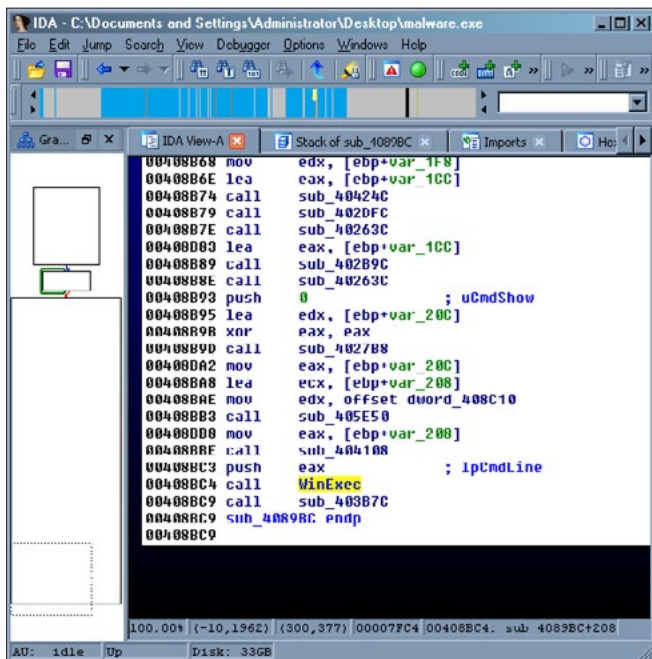 IDA - C:\Documents and Settings\Administrator\Desktop\malware.exe
File Edit Jump Search View Debugger Options Windows Help
Gra...
IDA View-A
Stack of sub_4089BC
Imports
00408B68 mov edx, [ebp+var_1F8]
00408B6E lea eax, [ebp+var_1CC]
00408B74 call sub_40424C
00408B79 call sub_402DFC
00408B7E call sub_40263C
00408B83 lea eax, [ebp+var_1CC]
00408B89 call sub_402B9C
00408B8E call sub_40263C
00408B93 push 0 ; uCmdShow
00408B95 lea edx, [ebp+var_20C]
00408B9B xor eax, eax
00408B9D call sub_4027B8
00408BA2 mov eax, [ebp+var_20C]
00408BA8 lea ecx, [ebp+var_208]
00408BAE mov edx, offset dword_408C10
00408BB3 call sub_405E50
00408BB8 mov eax, [ebp+var_208]
00408BBE call sub_404108
00408BC3 push eax ; lpCmdLine
00408BC4 call WinExec
00408BC9 call sub_403B7C
00408BC9 sub_4089BC endp
00408BC9
100.00% (-10,1962) (300,377) 00007FC4 00408BC4: sub_4089BC+208
AU: idle Up Disk: 33GB